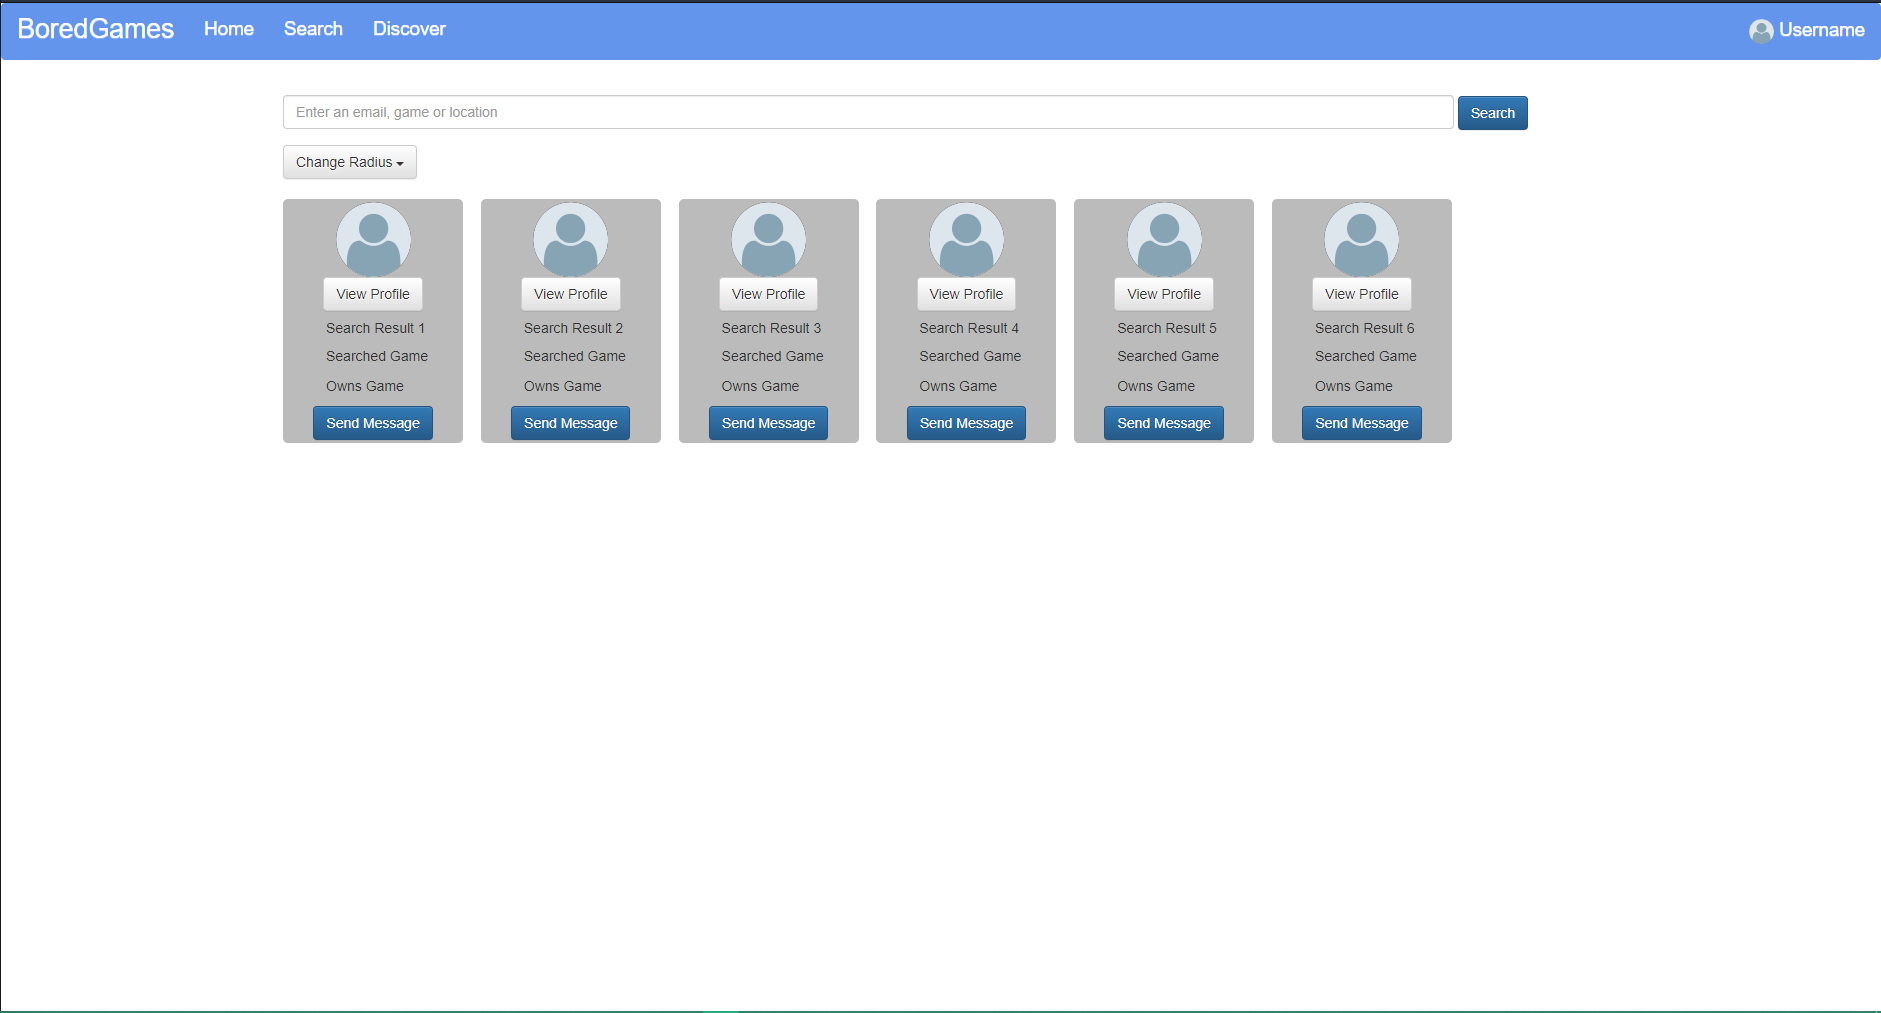 BoredGames Home Search Discover Username
Enter an email, game or location Search
Change Radius
View Profile View Profile View Profile View Profile View Profile View Profile
Search Result 1 Search Result 2 Search Result 3 Search Result 4 Search Result 5 Search Result 6
Searched Game Searched Game Searched Game Searched Game Searched Game Searched Game
Owns Game Owns Game Owns Game Owns Game Owns Game Owns Game
Send Message Send Message Send Message Send Message Send Message Send Message